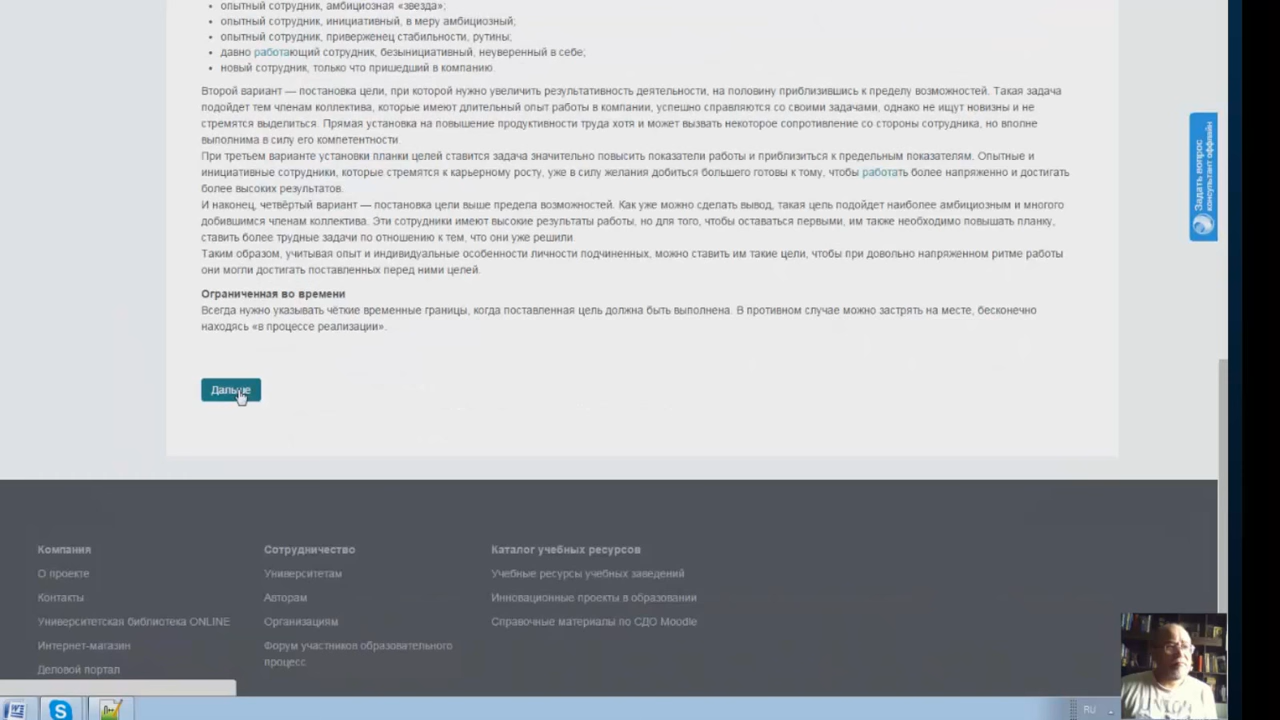 опытный сотрудник, амбициозная «звезда»;
опытный сотрудник, инициативный, в меру амбициозный;
опытный сотрудник, приверженец стабильности, рутины;
давно работающий сотрудник, безынициативный, неуверенный в себе;
новый сотрудник, только что пришедший в компанию.
Второй вариант — постановка цели, при которой нужно увеличить результативность деятельности, на половину приблизившись к пределу возможностей. Такая задача
подойдет тем членам коллектива, которые имеют длительный опыт работы в компании, успешно справляются со своими задачами, однако не ищут новизны и не
стремятся выделиться. Прямая установка на повышение продуктивности труда хотя и может вызвать некоторое сопротивление со стороны сотрудника, но вполне
выполнима в силу его компетентности.
При третьем варианте установки планки целей ставится задача значительно повысить показатели работы и приблизиться к предельным показателям. Опытные и
инициативные сотрудники, которые стремятся к карьерному росту, уже в силу желания добиться большего готовы к тому, чтобы работать более напряженно и достигать
более высоких результатов.
И наконец, четвёртый вариант — постановка цели выше предела возможностей. Как уже можно сделать вывод, такая цель подойдет наиболее амбициозным и много
добившимся членам коллектива. Эти сотрудники имеют высокие результаты работы, но для того, чтобы оставаться первыми, им также необходимо повышать планку,
ставить более трудные задачи по отношению к тем, что они уже решили.
Таким образом, учитывая опыт и индивидуальные особенности личности подчиненных, можно ставить им такие цели, чтобы при довольно напряженном ритме работы
они могли достигать поставленных перед ними целей.
Ограниченная во времени
Всегда нужно указывать чёткие временные границы, когда поставленная цель должна быть выполнена. В противном случае можно застрять на месте, бесконечно
находясь «в процессе реализации».
Дальше
Задать вопрос
консультант оффлайн
Компания
О проекте
Контакты
Университетская библиотека ONLINE
Интернет-магазин
Деловой портал
Сотрудничество
Университетам
Авторам
Организациям
Форум участников образовательного
процесс
Каталог учебных ресурсов
Учебные ресурсы учебных заведений
Инновационные проекты в образовании
Справочные материалы по СДО Moodle
RU